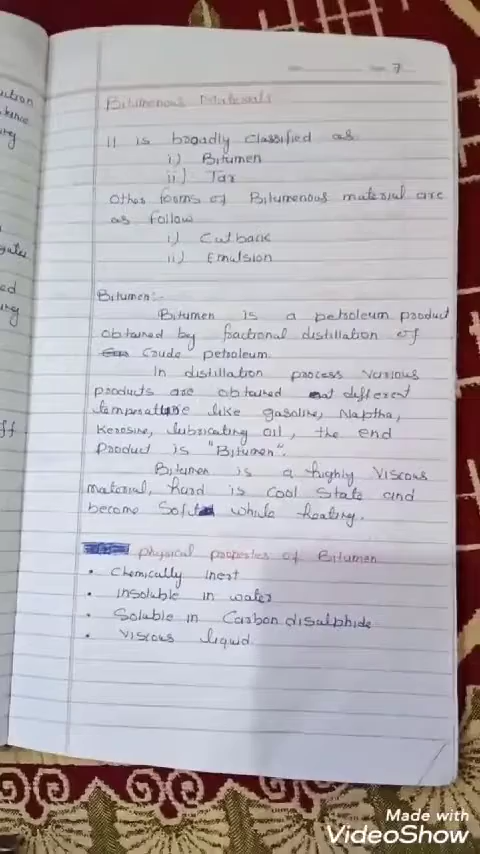 7
Bitumenous Materials
It is broadly classified as
i) Bitumen
ii) Tar
Other forms of Bitumenous material are
as follow
i) Cutback
ii) Emulsion
Bitumen:-
Bitumen is a petroleum product
obtained by fractional distillation of
Crude petroleum.
In distillation process various
products are obtained at different
temperature like gasoline, Naptha,
Kerosine, lubricating oil, the end
Product is "Bitumen".
Bitumen is a highly viscous
material, hard is Cool State and
become Soft while heating.
physical properties of Bitumen
• Chemically inert
• Insoluble in water
• Soluble in Carbon disulphide
• Viscous liquid
Made with
VideoShow